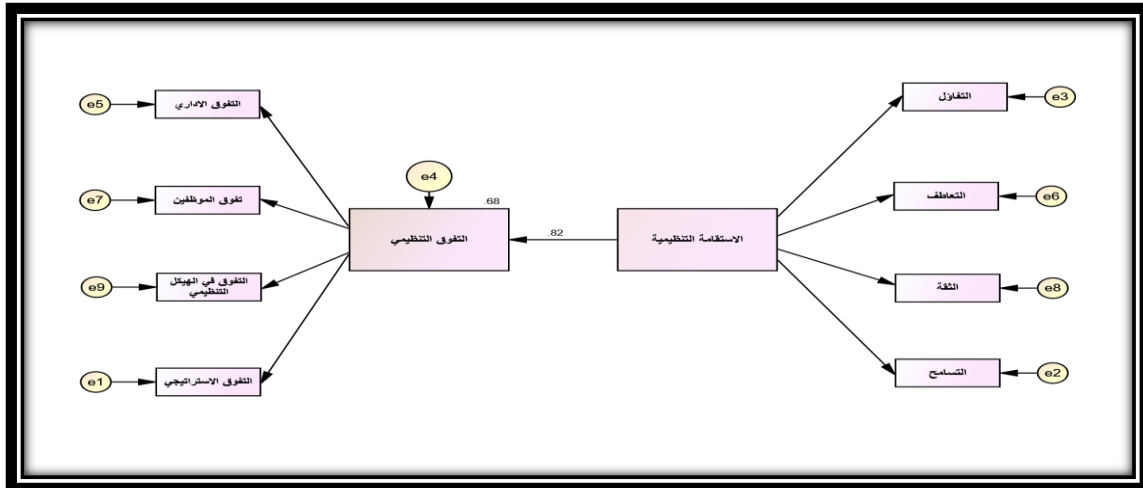 التفاؤل
e3
التعاطف
e6
الثقة
e8
التسامح
e2
الاستقامة التنظيمية
.82
.68
e4
التفوق التنظيمي
التفوق الاداري
e5
تفوق الموظفين
e7
التفوق في الهيكل
التنظيمي
e9
التفوق الاستراتيجي
e1